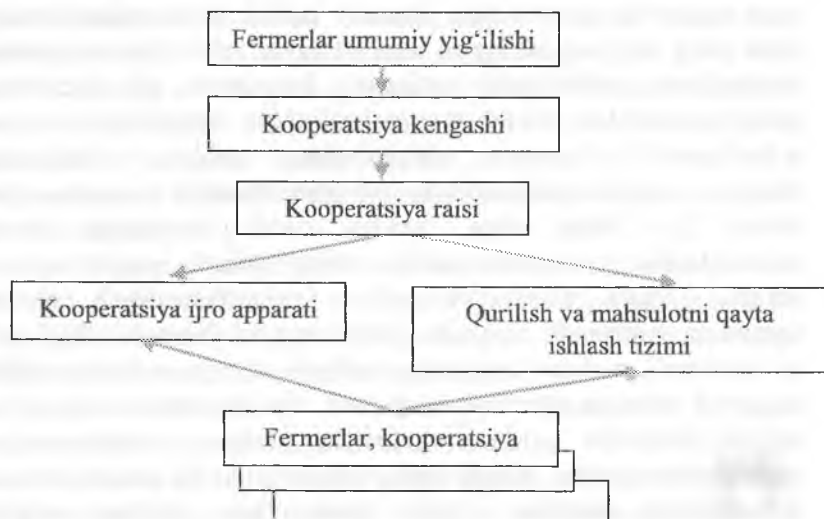 Fermerlar umumiy yig‘ilishi
Kooperatsiya kengashi
Kooperatsiya raisi
Kooperatsiya ijro apparati
Qurilish va mahsulotni qayta
ishlash tizimi
Fermerlar, kooperatsiya